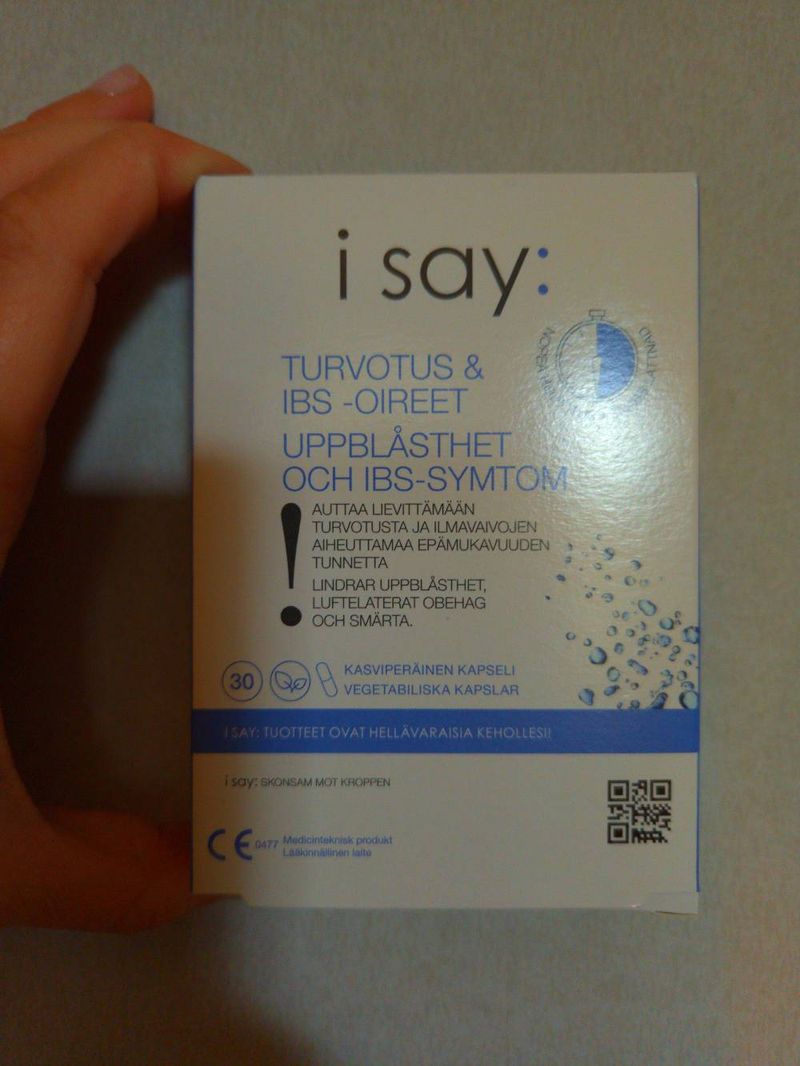 i say:
NOPEA
TURVOTUS &
IBS -OIREET
UPPBLÅSTHET
OCH IBS-SYMTOM
!
AUTTAA LIEVITTÄMÄÄN
TURVOTUSTA JA ILMAVAIVOJEN
AIHEUTTAMAA EPÄMUKAVUUDEN
TUNNETTA
LINDRAR UPPBLÅSTHET,
LUFTELATERAT OBEHAG
OCH SMÄRTA.
30
KASVIPERÄINEN KAPSELI
VEGETABILISKA KAPSLAR
i SAY: TUOTTEET OVAT HELLÄVARAISIA KEHOLLESI!
i say: SKONSAM MOT KROPPEN
CE 0477 Medicinteknisk produkt
Lääkinnällinen laite